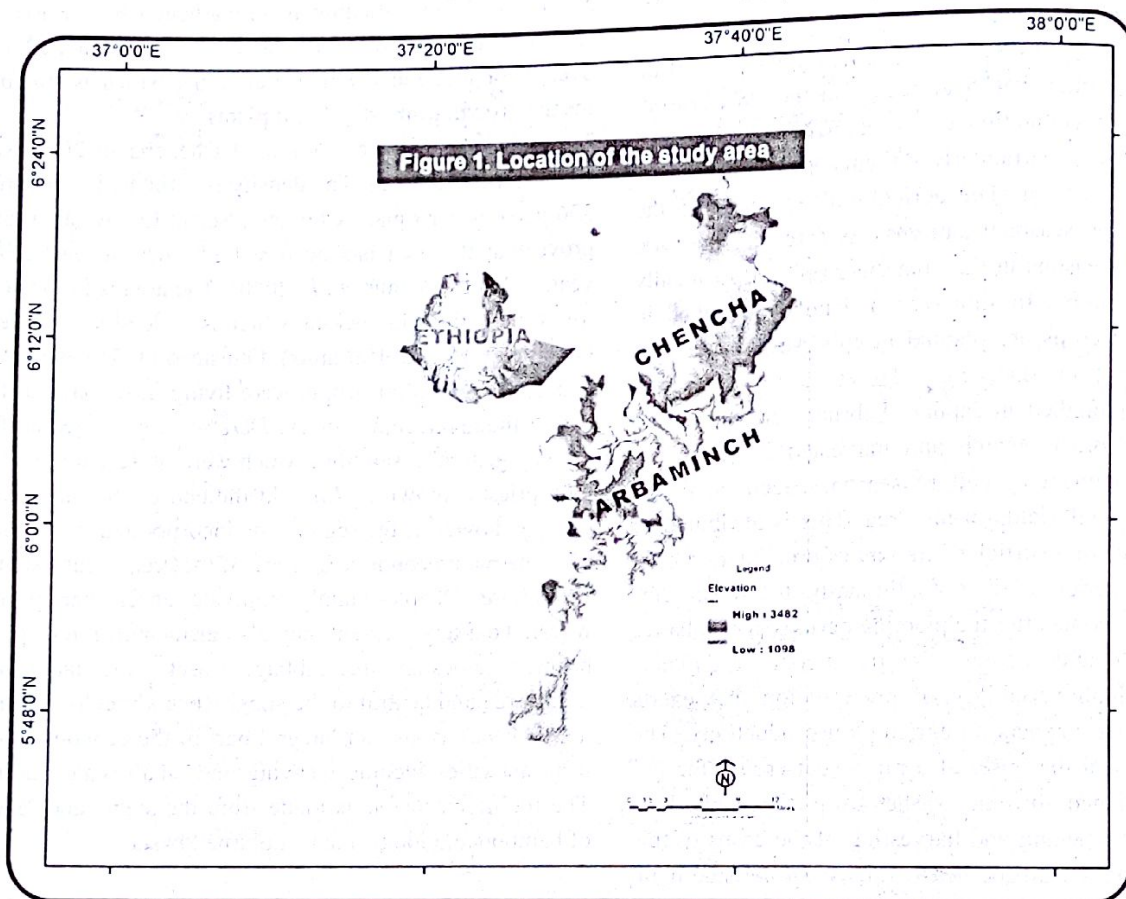 37°0'0"E
37°20'0"E
37°40'0"E
38°0'0"E
6°24'0"N
6°12'0"N
6°0'0"N
5°48'0"N
Figure 1. Location of the study area
ETHIOPIA
CHENCHA
ARBAMINCH
Legend
Elevation
High : 3482
Low : 1098
N